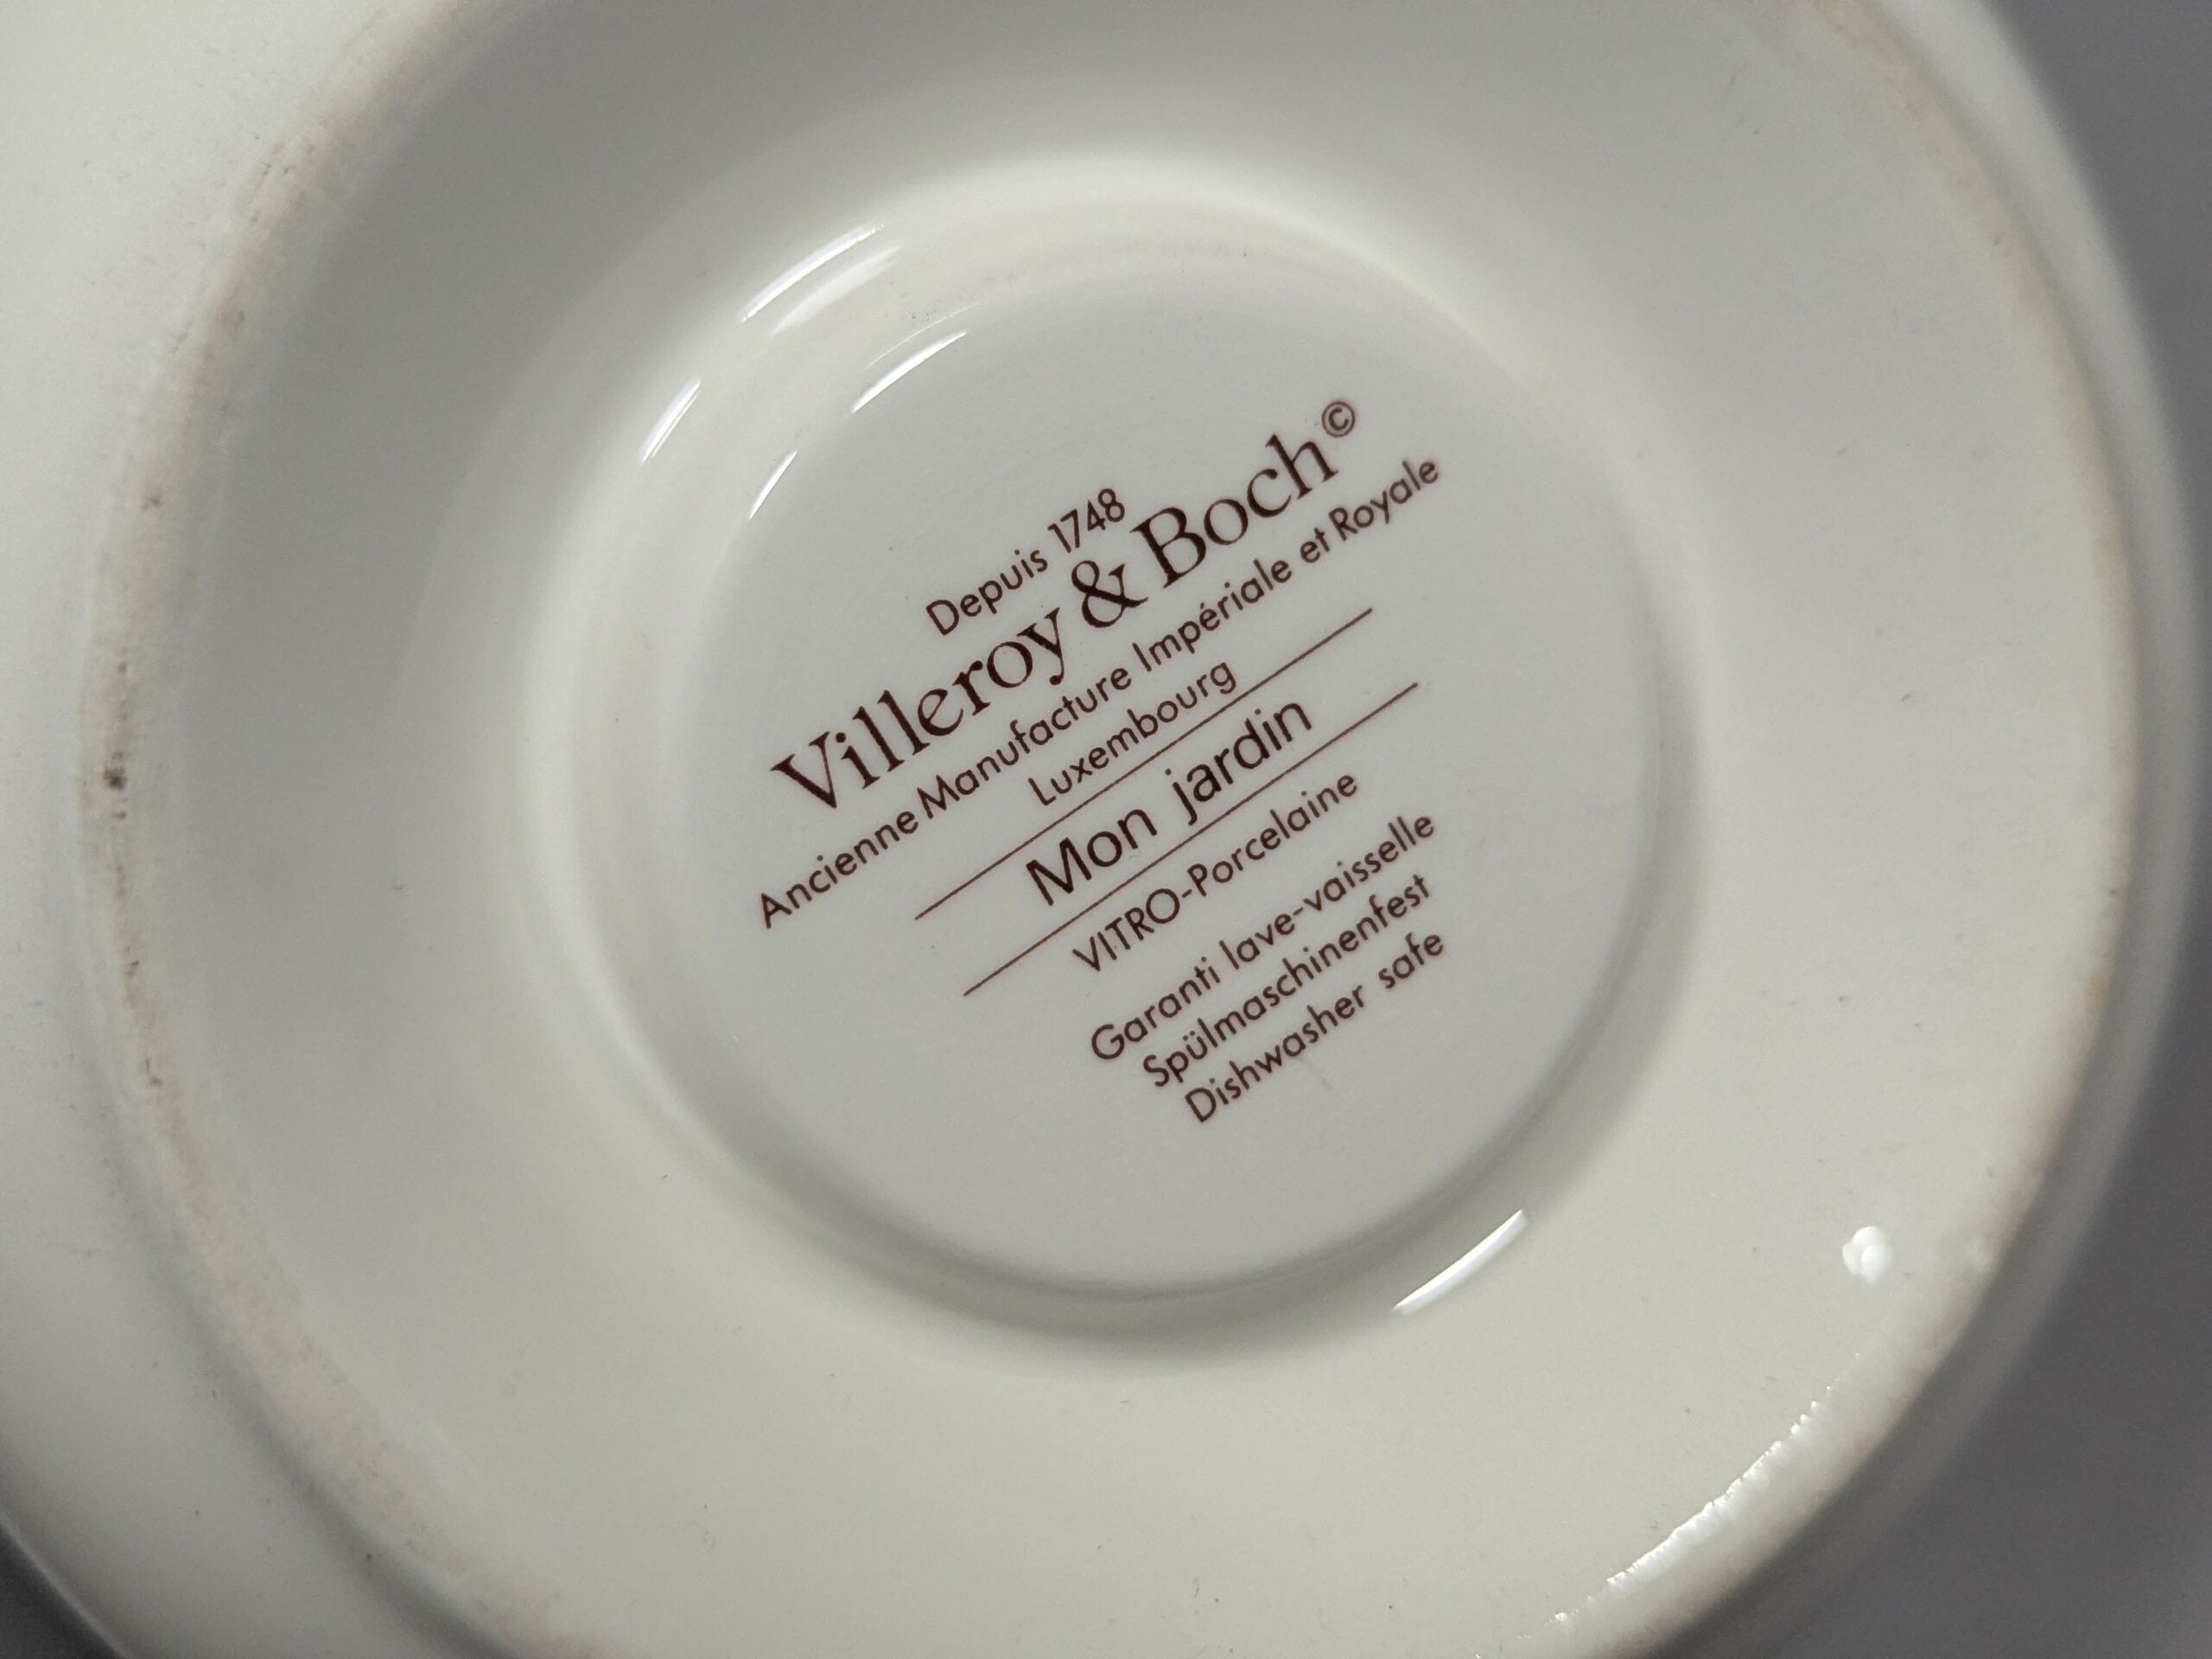 Depuis 1748
Villeroy & Boch©
Ancienne Manufacture Impériale et Royale
Luxembourg
Mon jardin
VITRO-Porcelaine
Garanti lave-vaisselle
Spülmaschinenfest
Dishwasher safe